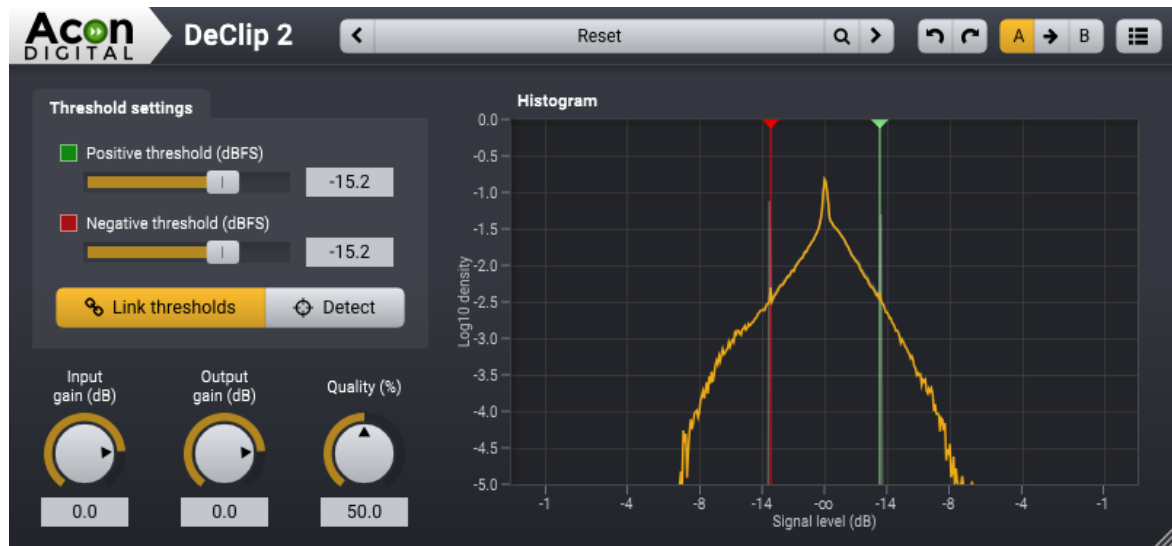 Acon DIGITAL
DeClip 2
Reset
A
B
Threshold settings
Positive threshold (dBFS)
-15.2
Negative threshold (dBFS)
-15.2
Link thresholds
Detect
Input gain (dB)
0.0
Output gain (dB)
0.0
Quality (%)
50.0
Histogram
Log10 density
0.0
-0.5
-1.0
-1.5
-2.0
-2.5
-3.0
-3.5
-4.0
-4.5
-5.0
-1 -4 -8 -14 -∞ -14 -8 -4 -1
Signal level (dB)